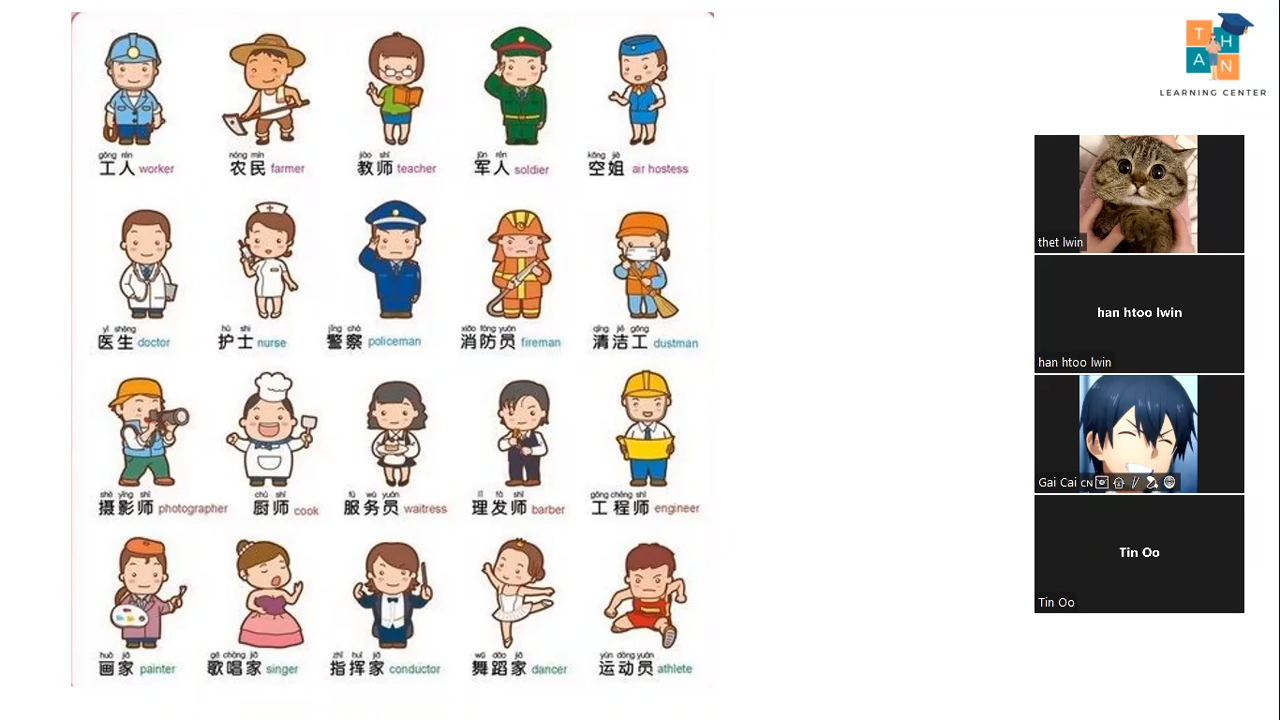 T H
A N
LEARNING CENTER
gōng rén nóng mín jiào shī jūn rén kōng jiě
工人 worker 农民 farmer 教师 teacher 军人 soldier 空姐 air hostess
yī shēng hù shi jǐng chá xiāo fáng yuán qīng jié gōng
医生 doctor 护士 nurse 警察 policeman 消防员 fireman 清洁工 dustman
shè yǐng shī chú shī fú wù yuán lǐ fà shī gōng chéng shī
摄影师 photographer 厨师 cook 服务员 waitress 理发师 barber 工程师 engineer
huà jiā gē chàng jiā zhǐ huī jiā wǔ dǎo jiā yùn dòng yuán
画家 painter 歌唱家 singer 指挥家 conductor 舞蹈家 dancer 运动员 athlete
thet lwin
han htoo lwin
han htoo lwin
Gai Cai CN
Tin Oo
Tin Oo